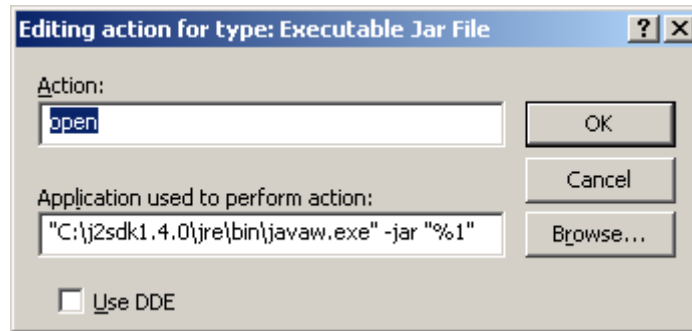 Editing action for type: Executable Jar File
Action:
open
OK
Cancel
Application used to perform action:
"C:\j2sdk1.4.0\jre\bin\javaw.exe" -jar "%1"
Browse...
Use DDE